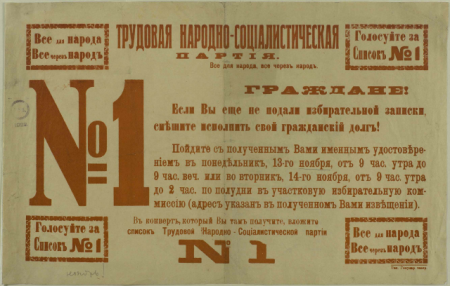 Все для народа
Все через народъ
ТРУДОВАЯ НАРОДНО-СОЦІАЛИСТИЧЕСКАЯ
ПАРТІЯ.
Все для народа, все черезъ народъ.
Голосуйте за
Списокъ №1
№1
ГРАЖДАНЕ!
Если Вы еще не подали избирательной записки,
спѣшите исполнить свой гражданскій долгъ!
Пойдите съ полученнымъ Вами именнымъ удостовѣре-
ніемъ въ понедѣльникъ, 13-го ноября, отъ 9 час. утра до
9 час. веч. или во вторникъ, 14-го ноября, отъ 9 час. утра
до 2 час. по полудни въ участковую избирательную ком-
миссію (адресъ указанъ въ полученномъ Вами извѣщеніи).
Голосуйте за
Списокъ №1
Въ конвертъ, который Вы тамъ получите, вложите
списокъ Трудовой Народно-Соціалистической партіи
№1
Все для народа
Все через народъ